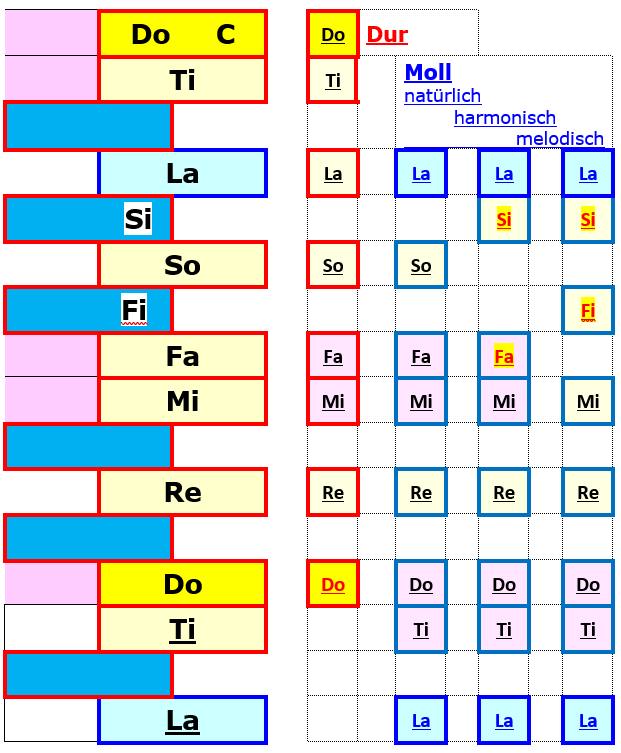 Do C Do Dur
Ti Ti Moll
natürlich
harmonisch
melodisch
La La La La La
Si Si Si
So So So
Fi Fi
Fa Fa Fa Fa
Mi Mi Mi Mi Mi
Re Re Re Re Re
Do Do Do Do Do
Ti Ti Ti Ti
La La La La